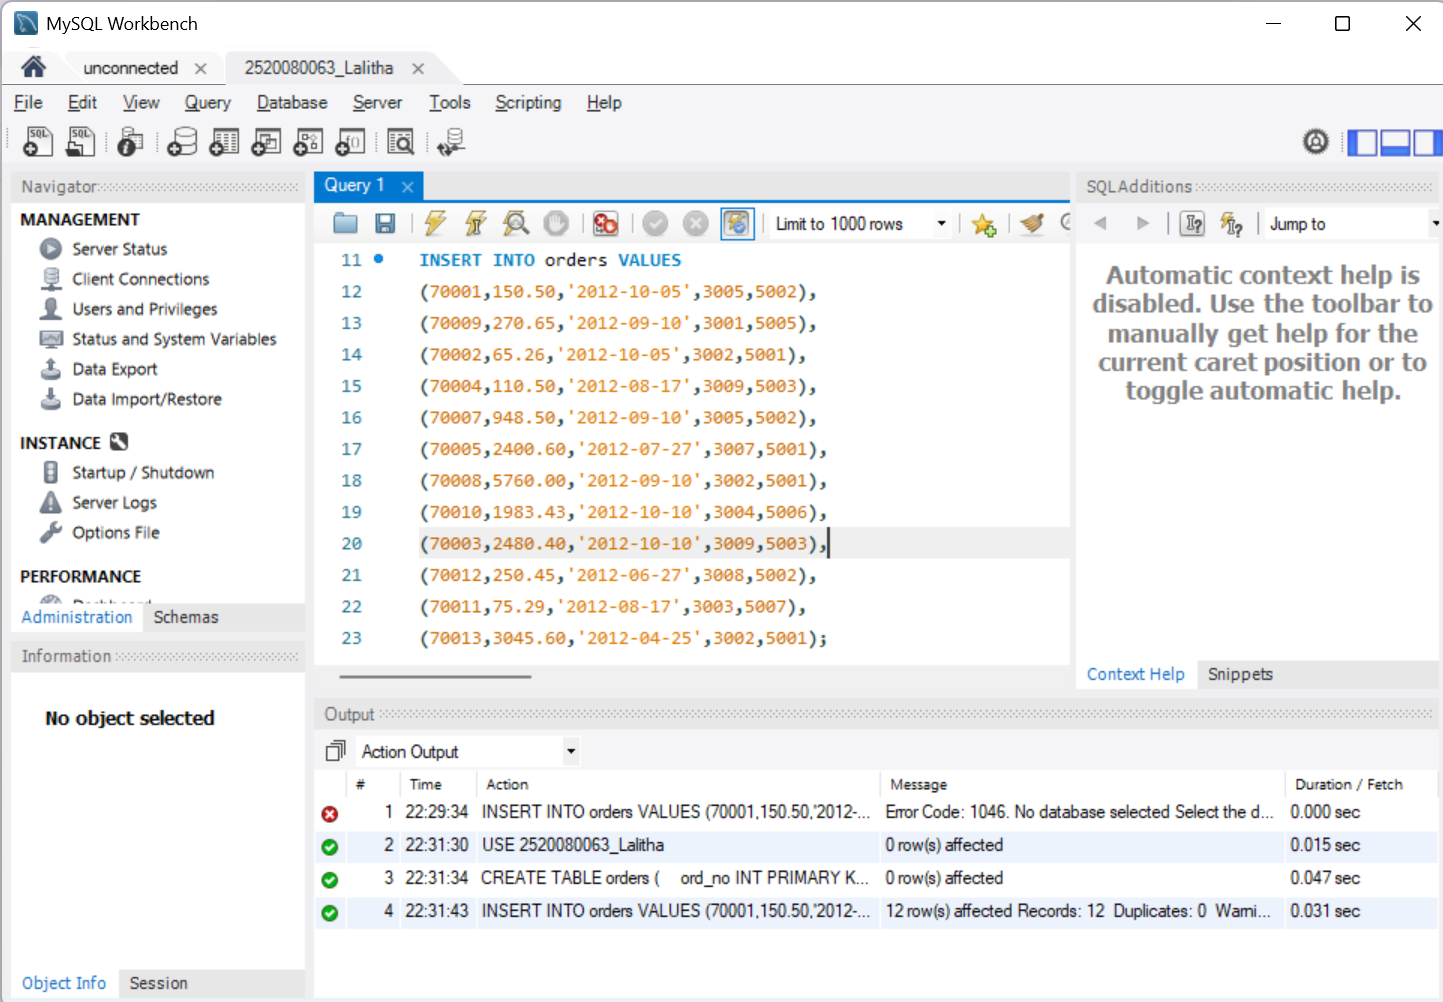 MySQL Workbench
unconnected
2520080063_Lalitha
File Edit View Query Database Server Tools Scripting Help
Navigator
MANAGEMENT
Server Status
Client Connections
Users and Privileges
Status and System Variables
Data Export
Data Import/Restore
INSTANCE
Startup / Shutdown
Server Logs
Options File
PERFORMANCE
Administration Schemas
Information
No object selected
Object Info Session
Query 1
Limit to 1000 rows
11 INSERT INTO orders VALUES
12 (70001,150.50,'2012-10-05',3005,5002),
13 (70009,270.65,'2012-09-10',3001,5005),
14 (70002,65.26,'2012-10-05',3002,5001),
15 (70004,110.50,'2012-08-17',3009,5003),
16 (70007,948.50,'2012-09-10',3005,5002),
17 (70005,2400.60,'2012-07-27',3007,5001),
18 (70008,5760.00,'2012-09-10',3002,5001),
19 (70010,1983.43,'2012-10-10',3004,5006),
20 (70003,2480.40,'2012-10-10',3009,5003),
21 (70012,250.45,'2012-06-27',3008,5002),
22 (70011,75.29,'2012-08-17',3003,5007),
23 (70013,3045.60,'2012-04-25',3002,5001);
SQLAdditions
Jump to
Automatic context help is
disabled. Use the toolbar to
manually get help for the
current caret position or to
toggle automatic help.
Context Help Snippets
Output
Action Output
# Time Action Message Duration / Fetch
1 22:29:34 INSERT INTO orders VALUES (70001,150.50,'2012-... Error Code: 1046. No database selected Select the d... 0.000 sec
2 22:31:30 USE 2520080063_Lalitha 0 row(s) affected 0.015 sec
3 22:31:34 CREATE TABLE orders ( ord_no INT PRIMARY K... 0 row(s) affected 0.047 sec
4 22:31:43 INSERT INTO orders VALUES (70001,150.50,'2012-... 12 row(s) affected Records: 12 Duplicates: 0 Warni... 0.031 sec